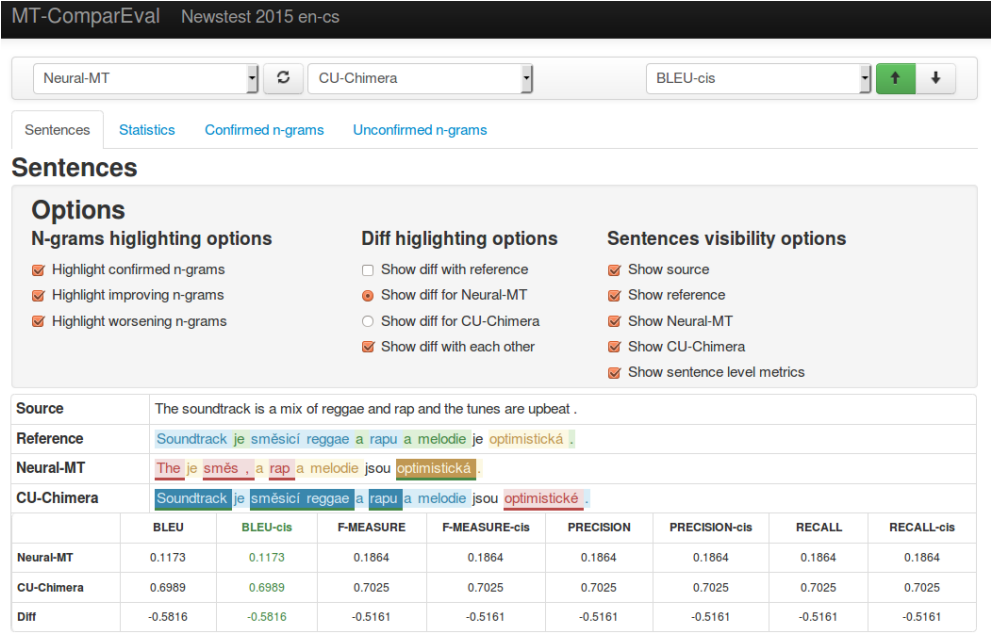 MT-ComparEval Newstest 2015 en-cs
Neural-MT CU-Chimera BLEU-cis
Sentences Statistics Confirmed n-grams Unconfirmed n-grams
Sentences
Options
N-grams higlighting options Diff higlighting options Sentences visibility options
Highlight confirmed n-grams Show diff with reference Show source
Highlight improving n-grams Show diff for Neural-MT Show reference
Highlight worsening n-grams Show diff for CU-Chimera Show Neural-MT
Show diff with each other Show CU-Chimera
Show sentence level metrics
Source The soundtrack is a mix of reggae and rap and the tunes are upbeat .
Reference Soundtrack je směsicí reggae a rapu a melodie je optimistická .
Neural-MT The je směs , a rap a melodie jsou optimistická .
CU-Chimera Soundtrack je směsicí reggae a rapu a melodie jsou optimistické .
BLEU BLEU-cis F-MEASURE F-MEASURE-cis PRECISION PRECISION-cis RECALL RECALL-cis
Neural-MT 0.1173 0.1173 0.1864 0.1864 0.1864 0.1864 0.1864 0.1864
CU-Chimera 0.6989 0.6989 0.7025 0.7025 0.7025 0.7025 0.7025 0.7025
Diff -0.5816 -0.5816 -0.5161 -0.5161 -0.5161 -0.5161 -0.5161 -0.5161